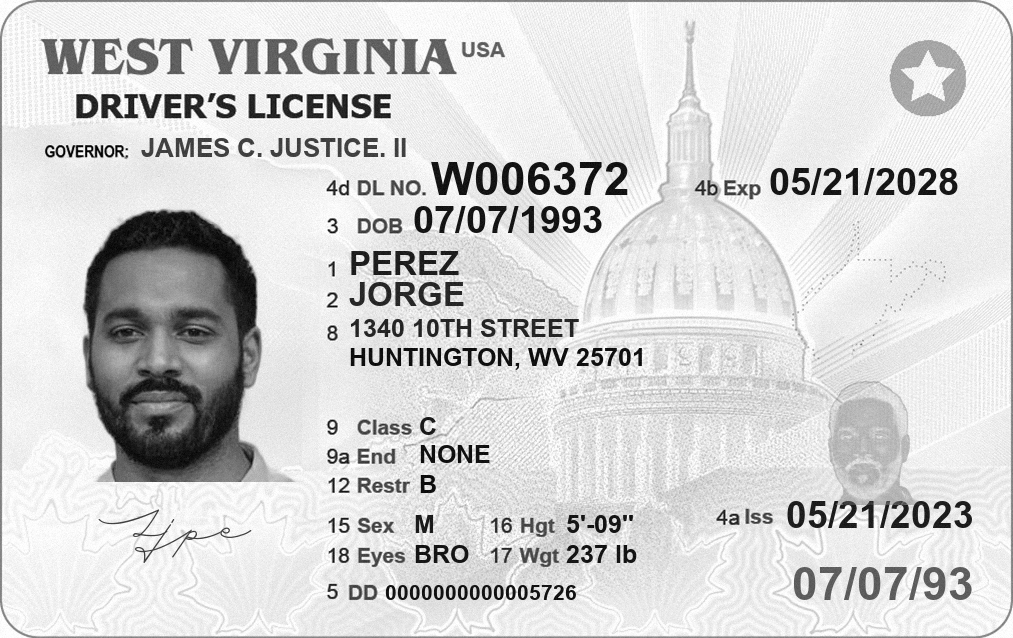 WEST VIRGINIA USA
DRIVER'S LICENSE
GOVERNOR: JAMES C. JUSTICE. II
4d DL NO. W006372 4b Exp 05/21/2028
3 DOB 07/07/1993
1 PEREZ
2 JORGE
8 1340 10TH STREET
HUNTINGTON, WV 25701
9 Class C
9a End NONE
12 Restr B
15 Sex M 16 Hgt 5'-09" 4a Iss 05/21/2023
18 Eyes BRO 17 Wgt 237 lb
5 DD 0000000000005726 07/07/93